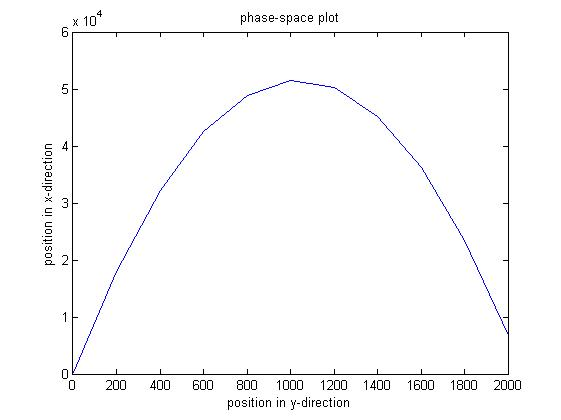 phase-space plot
x 10^4
6
5
4
3
2
1
0
position in x-direction
0 200 400 600 800 1000 1200 1400 1600 1800 2000
position in y-direction